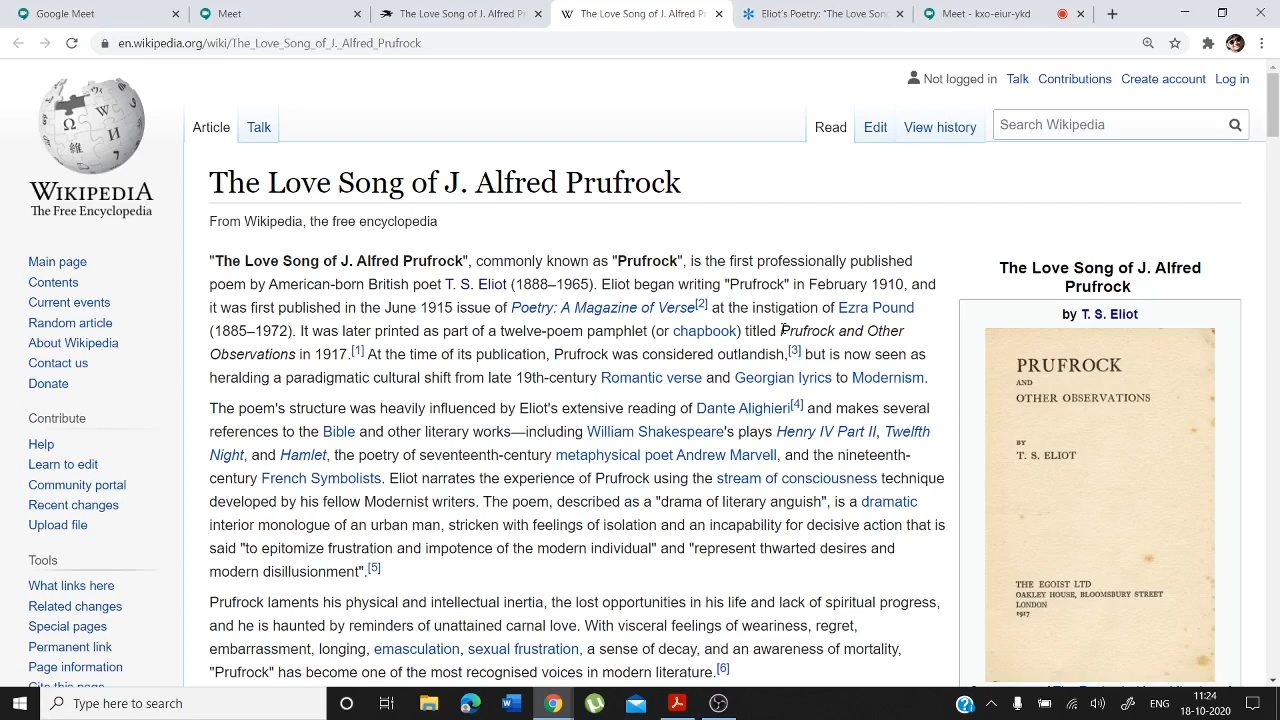 Google Meet
Meet
The Love Song of J. Alfred Pr
The Love Song of J. Alfred P
Eliot's Poetry: "The Love Song
Meet - kxo-eiur-ykd
en.wikipedia.org/wiki/The_Love_Song_of_J._Alfred_Prufrock
Not logged in Talk Contributions Create account Log in
Article Talk Read Edit View history Search Wikipedia
WIKIPEDIA
The Free Encyclopedia
Main page
Contents
Current events
Random article
About Wikipedia
Contact us
Donate
Contribute
Help
Learn to edit
Community portal
Recent changes
Upload file
Tools
What links here
Related changes
Special pages
Permanent link
Page information
Cite this page
The Love Song of J. Alfred Prufrock
From Wikipedia, the free encyclopedia
"The Love Song of J. Alfred Prufrock", commonly known as "Prufrock", is the first professionally published
poem by American-born British poet T. S. Eliot (1888–1965). Eliot began writing "Prufrock" in February 1910, and
it was first published in the June 1915 issue of Poetry: A Magazine of Verse[2] at the instigation of Ezra Pound
(1885–1972). It was later printed as part of a twelve-poem pamphlet (or chapbook) titled Prufrock and Other
Observations in 1917.[1] At the time of its publication, Prufrock was considered outlandish,[3] but is now seen as
heralding a paradigmatic cultural shift from late 19th-century Romantic verse and Georgian lyrics to Modernism.
The poem's structure was heavily influenced by Eliot's extensive reading of Dante Alighieri[4] and makes several
references to the Bible and other literary works—including William Shakespeare's plays Henry IV Part II, Twelfth
Night, and Hamlet, the poetry of seventeenth-century metaphysical poet Andrew Marvell, and the nineteenth-
century French Symbolists. Eliot narrates the experience of Prufrock using the stream of consciousness technique
developed by his fellow Modernist writers. The poem, described as a "drama of literary anguish", is a dramatic
interior monologue of an urban man, stricken with feelings of isolation and an incapability for decisive action that is
said "to epitomize frustration and impotence of the modern individual" and "represent thwarted desires and
modern disillusionment".[5]
Prufrock laments his physical and intellectual inertia, the lost opportunities in his life and lack of spiritual progress,
and he is haunted by reminders of unattained carnal love. With visceral feelings of weariness, regret,
embarrassment, longing, emasculation, sexual frustration, a sense of decay, and an awareness of mortality,
"Prufrock" has become one of the most recognised voices in modern literature.[6]
The Love Song of J. Alfred
Prufrock
by T. S. Eliot
PRUFROCK
AND
OTHER OBSERVATIONS
BY
T. S. ELIOT
THE EGOIST LTD
OAKLEY HOUSE, BLOOMSBURY STREET
LONDON
1917
Type here to search
ENG
11:24
18-10-2020